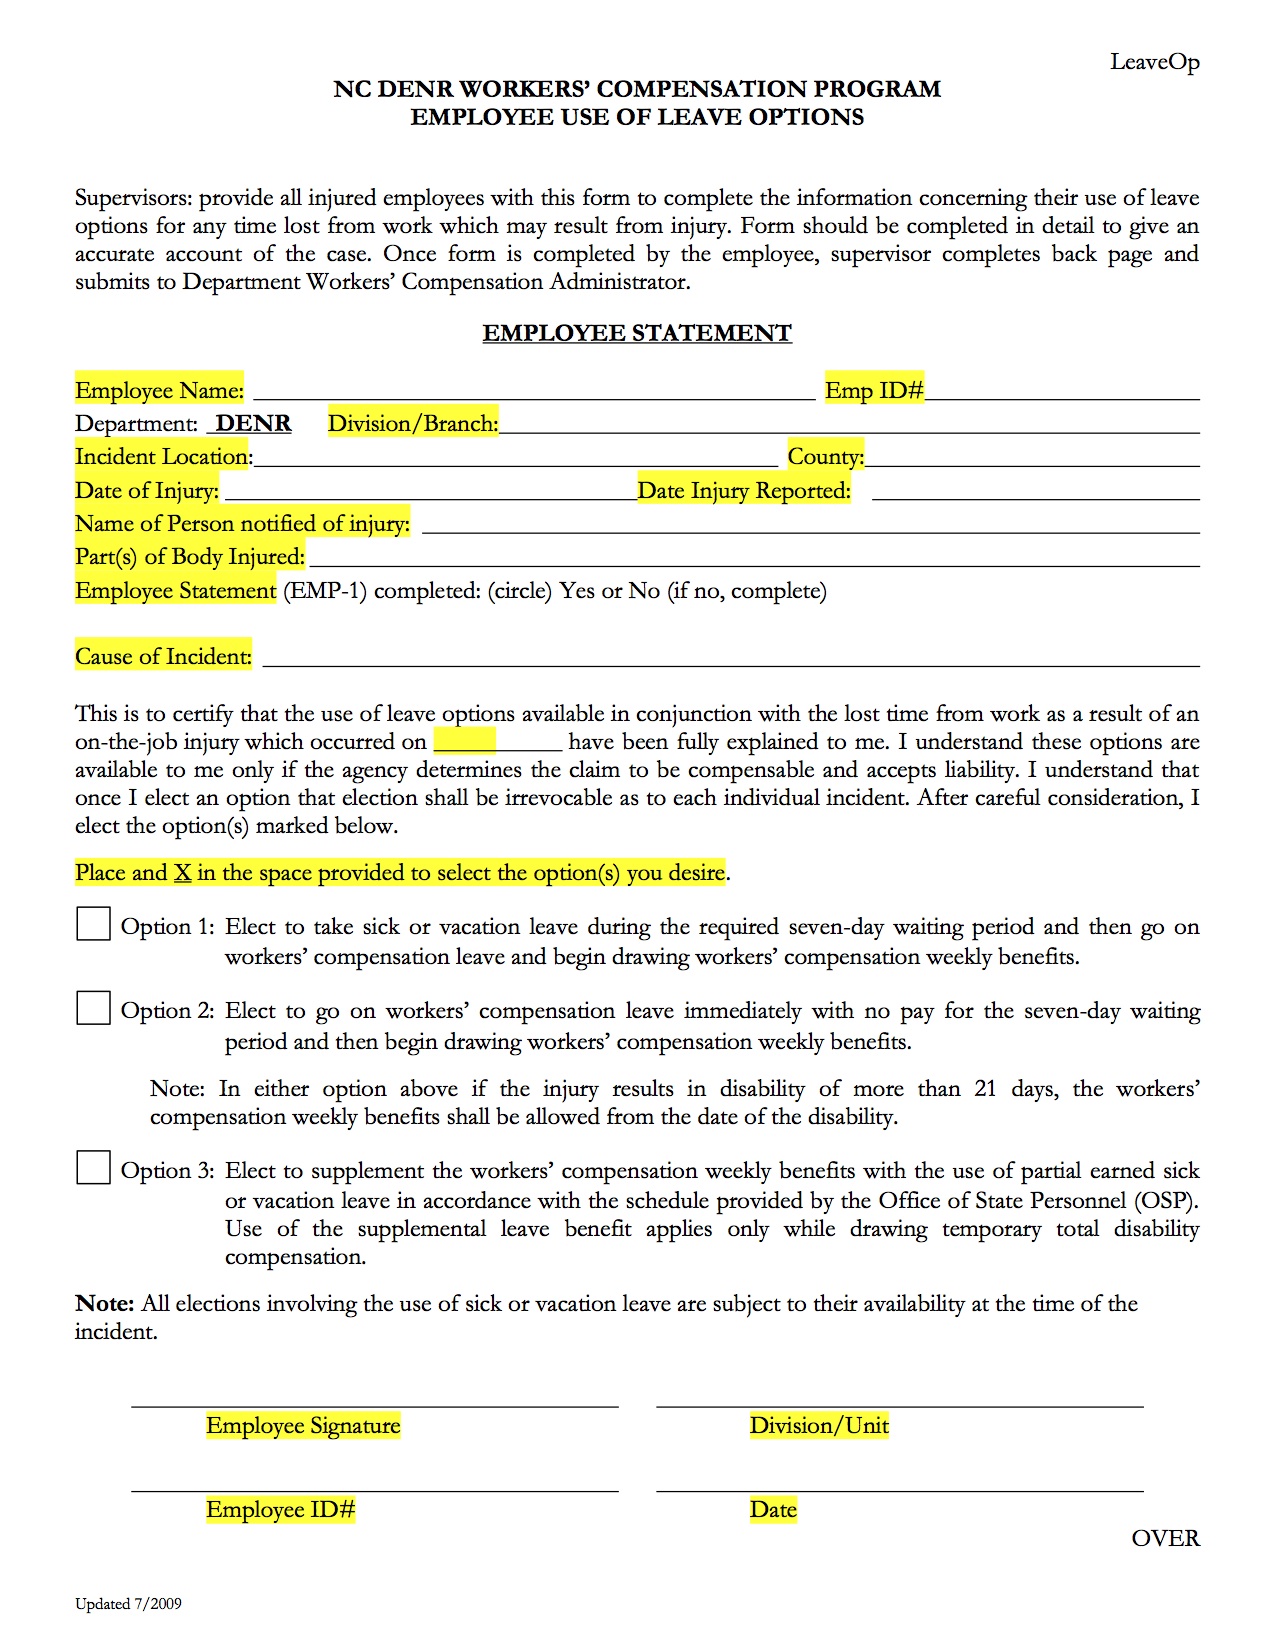 LeaveOp
NC DENR WORKERS’ COMPENSATION PROGRAM
EMPLOYEE USE OF LEAVE OPTIONS
Supervisors: provide all injured employees with this form to complete the information concerning their use of leave
options for any time lost from work which may result from injury. Form should be completed in detail to give an
accurate account of the case. Once form is completed by the employee, supervisor completes back page and
submits to Department Workers’ Compensation Administrator.
EMPLOYEE STATEMENT
Employee Name: ______ Emp ID# ______
Department: DENR Division/Branch: ______
Incident Location: ______ County: ______
Date of Injury: ______ Date Injury Reported: ______
Name of Person notified of injury: ______
Part(s) of Body Injured: ______
Employee Statement (EMP-1) completed: (circle) Yes or No (if no, complete)
Cause of Incident: ______
This is to certify that the use of leave options available in conjunction with the lost time from work as a result of an
on-the-job injury which occurred on ______ have been fully explained to me. I understand these options are
available to me only if the agency determines the claim to be compensable and accepts liability. I understand that
once I elect an option that election shall be irrevocable as to each individual incident. After careful consideration, I
elect the option(s) marked below.
Place and X in the space provided to select the option(s) you desire.
Option 1: Elect to take sick or vacation leave during the required seven-day waiting period and then go on
workers’ compensation leave and begin drawing workers’ compensation weekly benefits.
Option 2: Elect to go on workers’ compensation leave immediately with no pay for the seven-day waiting
period and then begin drawing workers’ compensation weekly benefits.
Note: In either option above if the injury results in disability of more than 21 days, the workers’
compensation weekly benefits shall be allowed from the date of the disability.
Option 3: Elect to supplement the workers’ compensation weekly benefits with the use of partial earned sick
or vacation leave in accordance with the schedule provided by the Office of State Personnel (OSP).
Use of the supplemental leave benefit applies only while drawing temporary total disability
compensation.
Note: All elections involving the use of sick or vacation leave are subject to their availability at the time of the
incident.
Employee Signature Division/Unit
Employee ID# Date
OVER
Updated 7/2009